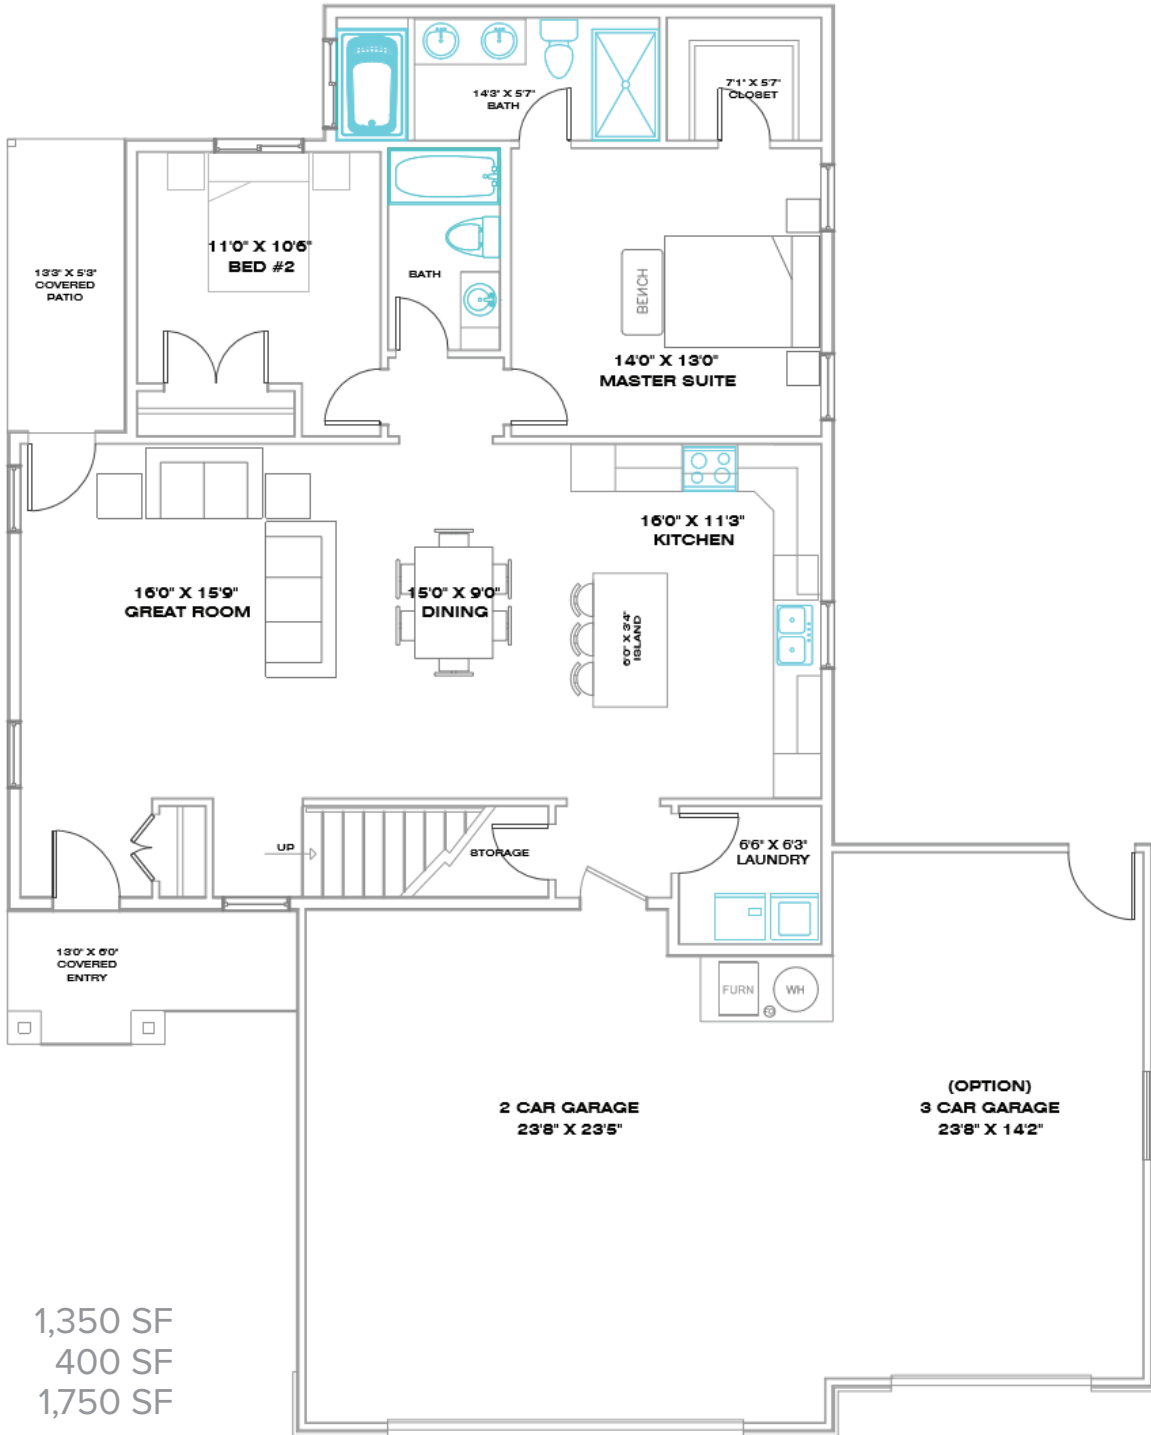 14'3" X 5'7"
BATH
7'1" X 5'7"
CLOSET
13'3" X 5'3"
COVERED
PATIO
11'0" X 10'6"
BED #2
BATH
BENCH
14'0" X 13'0"
MASTER SUITE
16'0" X 11'3"
KITCHEN
16'0" X 15'9"
GREAT ROOM
15'0" X 9'0"
DINING
6'0" X 3'4"
ISLAND
UP
STORAGE
6'6" X 6'3"
LAUNDRY
13'0" X 6'0"
COVERED
ENTRY
FURN
WH
2 CAR GARAGE
23'8" X 23'5"
(OPTION)
3 CAR GARAGE
23'8" X 14'2"
1,350 SF
400 SF
1,750 SF